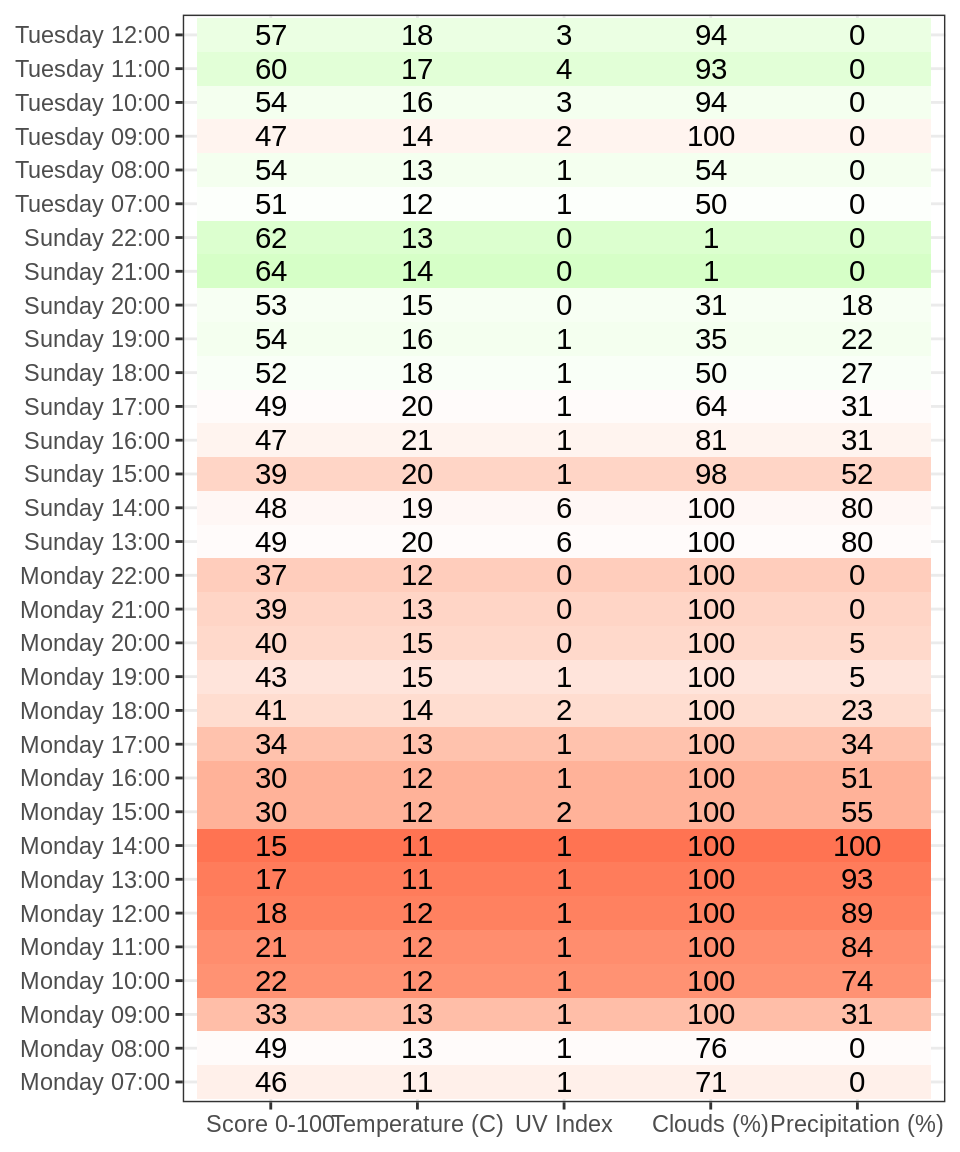 Tuesday 12:00 57 18 3 94 0
Tuesday 11:00 60 17 4 93 0
Tuesday 10:00 54 16 3 94 0
Tuesday 09:00 47 14 2 100 0
Tuesday 08:00 54 13 1 54 0
Tuesday 07:00 51 12 1 50 0
Sunday 22:00 62 13 0 1 0
Sunday 21:00 64 14 0 1 0
Sunday 20:00 53 15 0 31 18
Sunday 19:00 54 16 1 35 22
Sunday 18:00 52 18 1 50 27
Sunday 17:00 49 20 1 64 31
Sunday 16:00 47 21 1 81 31
Sunday 15:00 39 20 1 98 52
Sunday 14:00 48 19 6 100 80
Sunday 13:00 49 20 6 100 80
Monday 22:00 37 12 0 100 0
Monday 21:00 39 13 0 100 0
Monday 20:00 40 15 0 100 5
Monday 19:00 43 15 1 100 5
Monday 18:00 41 14 2 100 23
Monday 17:00 34 13 1 100 34
Monday 16:00 30 12 1 100 51
Monday 15:00 30 12 2 100 55
Monday 14:00 15 11 1 100 100
Monday 13:00 17 11 1 100 93
Monday 12:00 18 12 1 100 89
Monday 11:00 21 12 1 100 84
Monday 10:00 22 12 1 100 74
Monday 09:00 33 13 1 100 31
Monday 08:00 49 13 1 76 0
Monday 07:00 46 11 1 71 0
Score 0-100 Temperature (C) UV Index Clouds (%) Precipitation (%)